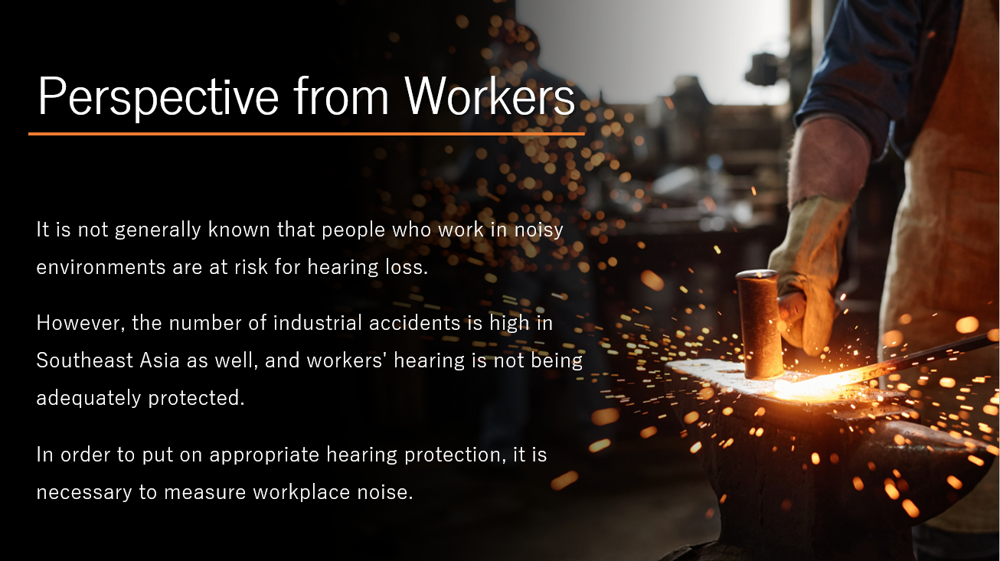 Perspective from Workers
It is not generally known that people who work in noisy
environments are at risk for hearing loss.
However, the number of industrial accidents is high in
Southeast Asia as well, and workers' hearing is not being
adequately protected.
In order to put on appropriate hearing protection, it is
necessary to measure workplace noise.